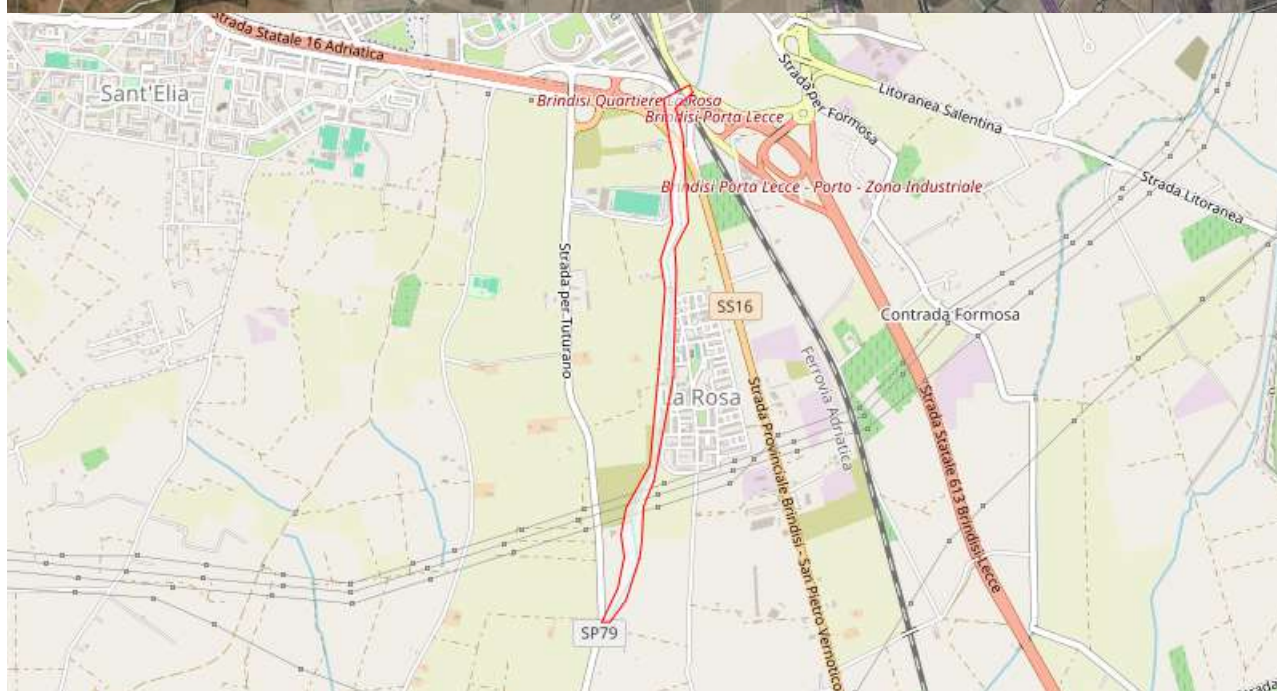 Strada Statale 16 Adriatica
Sant'Elia
Brindisi Quartiere La Rosa
Brindisi Porta Lecce
Strada per Formosa
Litoranea Salentina
Brindisi Porta Lecce - Porto - Zona Industriale
Strada Litoranea
Strada per Tuturano
SS16
Contrada Formosa
Ferrovia Adriatica
La Rosa
Strada Provinciale Brindisi - San Pietro Vernotico
Strada Statale 613 Brindisi-Lecce
SP79